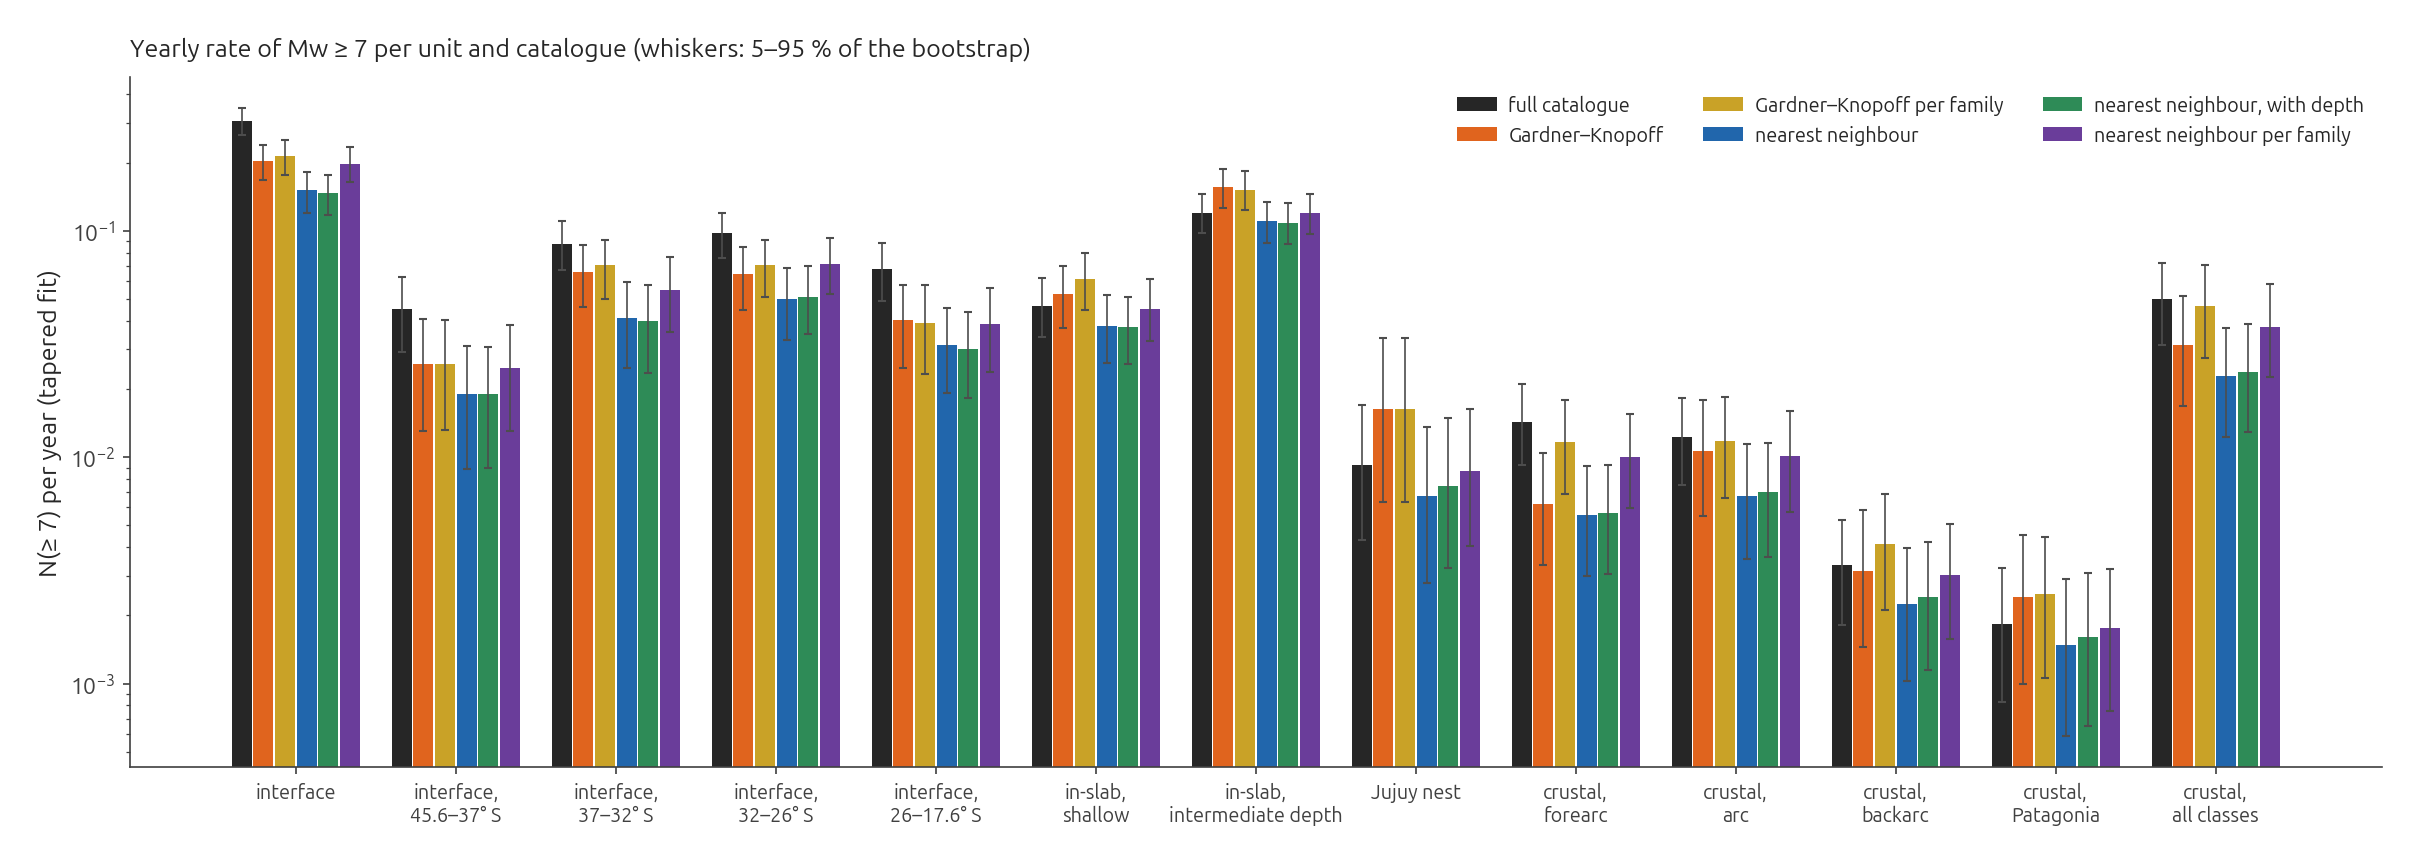 Yearly rate of Mw ≥ 7 per unit and catalogue (whiskers: 5–95 % of the bootstrap)
full catalogue
Gardner–Knopoff
Gardner–Knopoff per family
nearest neighbour
nearest neighbour, with depth
nearest neighbour per family
N(≥ 7) per year (tapered fit)
10⁻¹
10⁻²
10⁻³
interface
interface,
45.6–37° S
interface,
37–32° S
interface,
32–26° S
interface,
26–17.6° S
in-slab,
shallow
in-slab,
intermediate depth
Jujuy nest
crustal,
forearc
crustal,
arc
crustal,
backarc
crustal,
Patagonia
crustal,
all classes